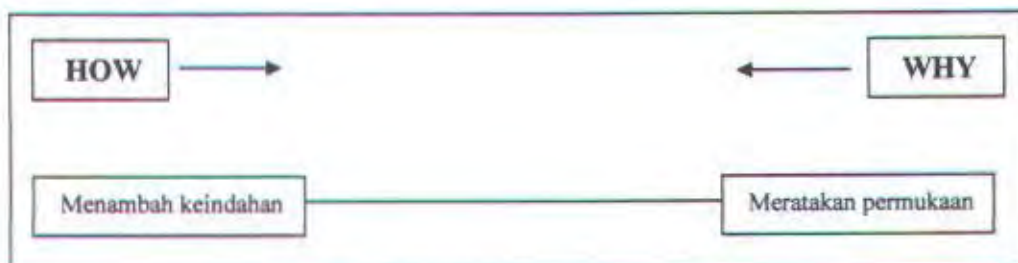 HOW
WHY
Menambah keindahan
Meratakan permukaan